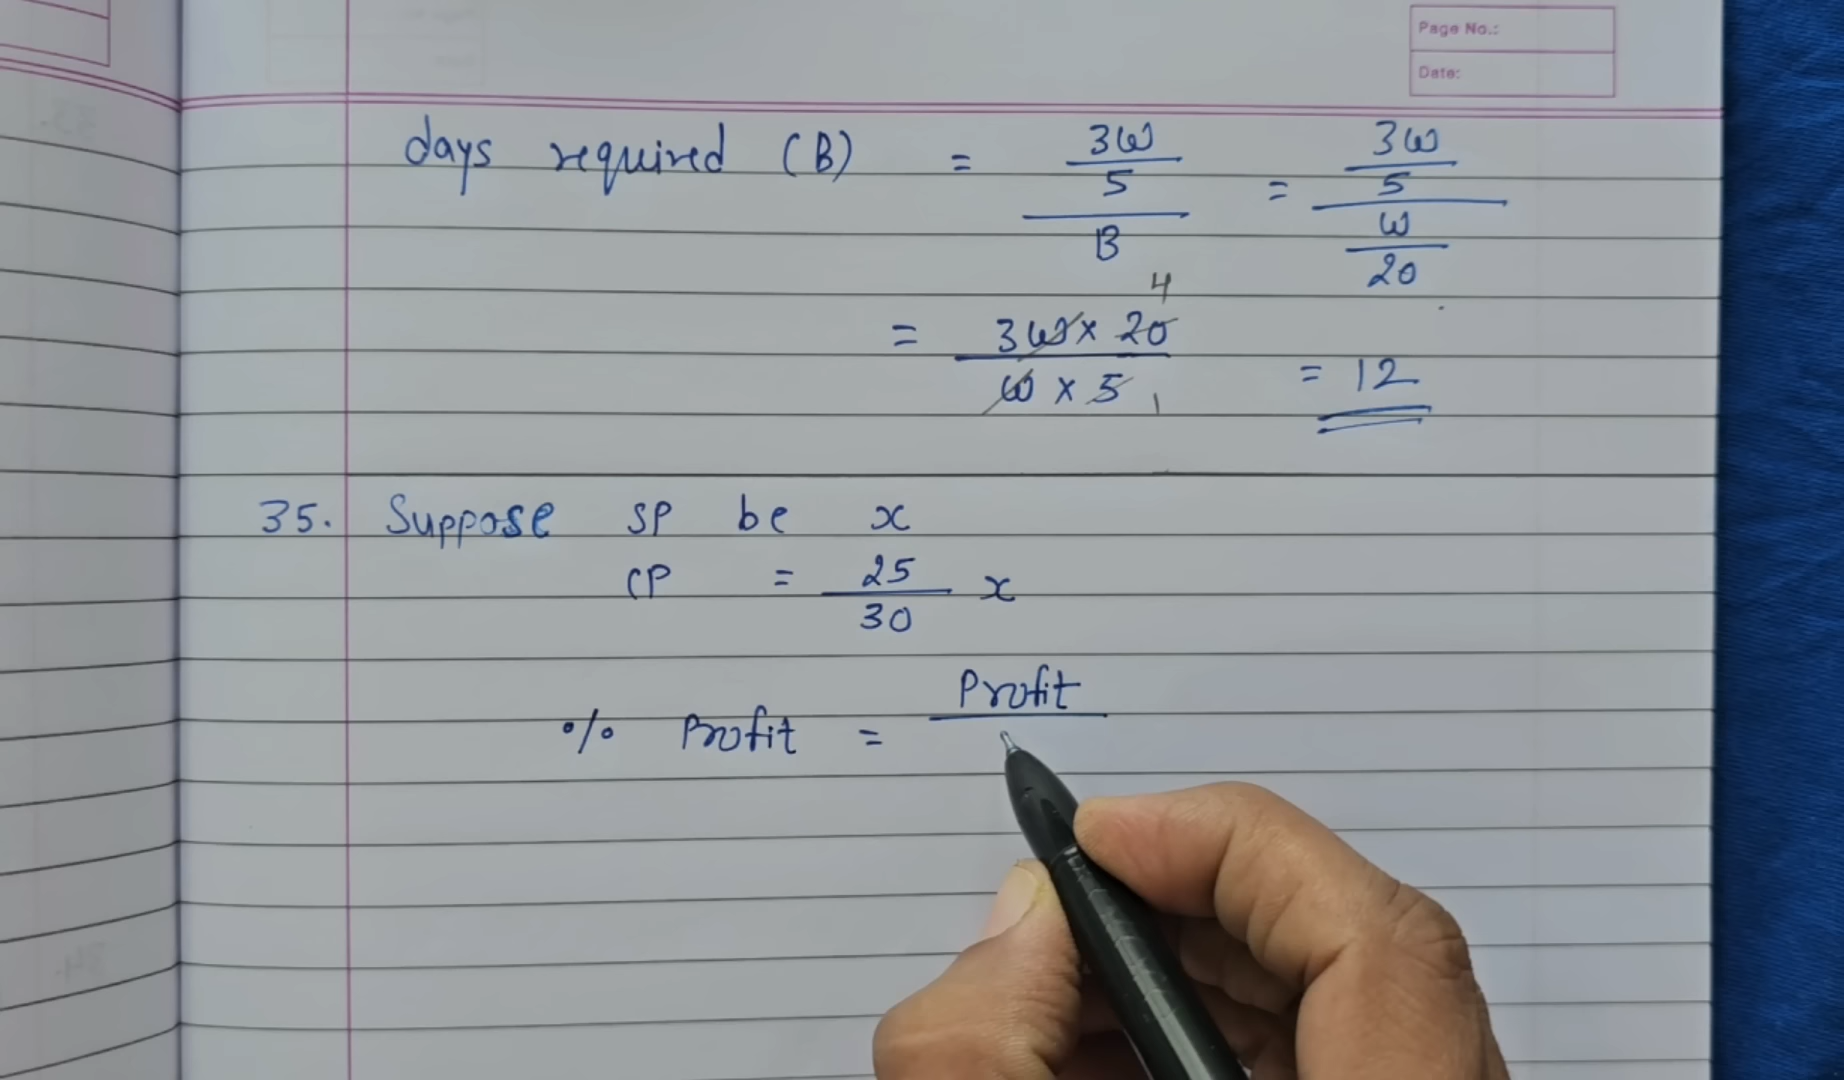 Page No.:
Date:
days required (B) = 3W/5 / B = 3W/5 / W/20
= 3W x 20 4 / W x 5 1 = 12
35. Suppose SP be x
CP = 25/30 x
% Profit = Profit